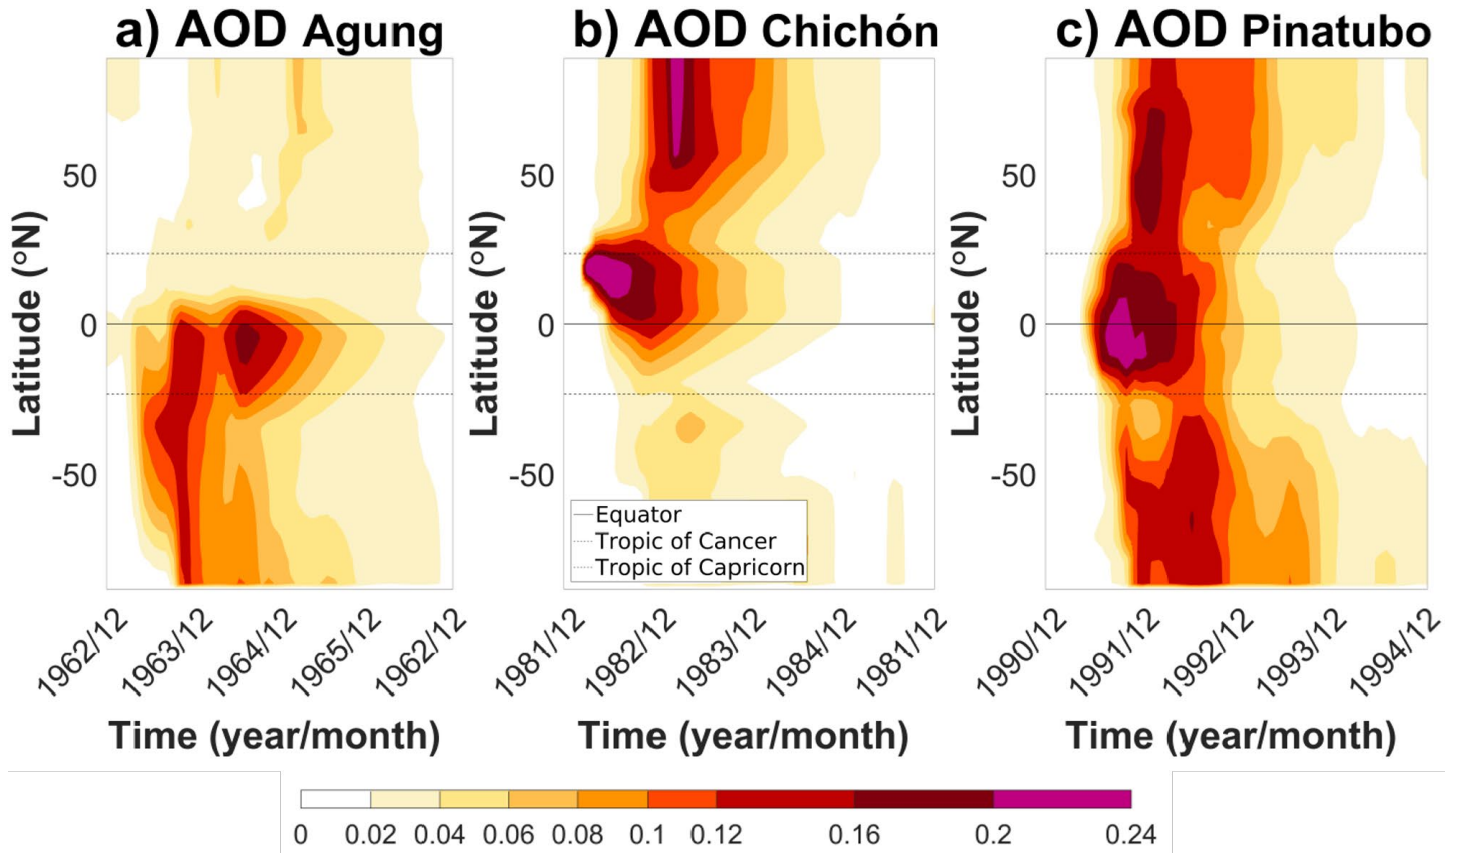 a) AOD Agung
b) AOD Chichón
c) AOD Pinatubo
Latitude (°N)
50
0
-50
1962/12
1963/12
1964/12
1965/12
1962/12
Time (year/month)
Latitude (°N)
50
0
-50
Equator
Tropic of Cancer
Tropic of Capricorn
1981/12
1982/12
1983/12
1984/12
1981/12
Time (year/month)
Latitude (°N)
50
0
-50
1990/12
1991/12
1992/12
1993/12
1994/12
Time (year/month)
0 0.02 0.04 0.06 0.08 0.1 0.12 0.16 0.2 0.24